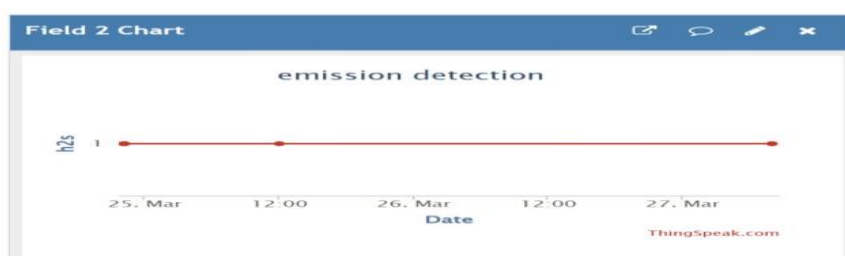 Field 2 Chart
emission detection
h2s
1
25. Mar 12:00 26. Mar 12:00 27. Mar
Date
ThingSpeak.com